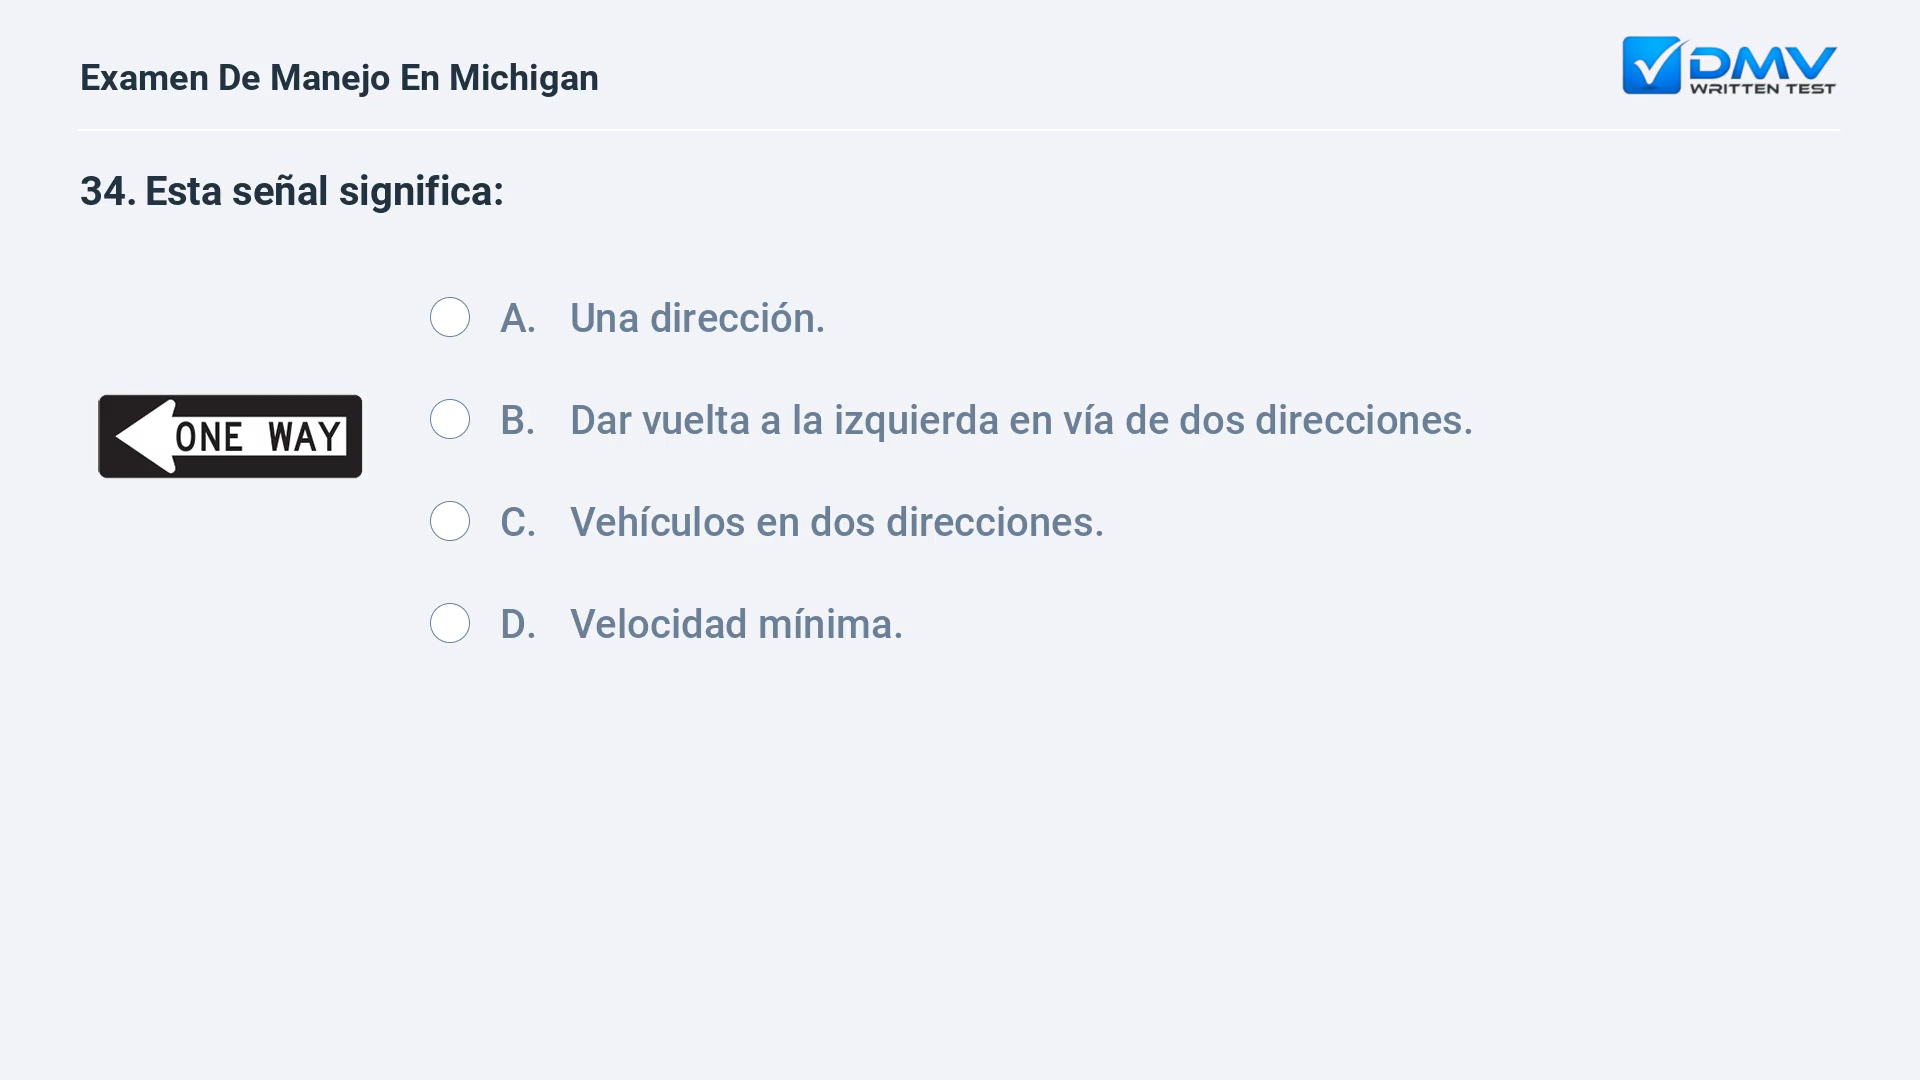 Examen De Manejo En Michigan
DMV
WRITTEN TEST
34. Esta señal significa:
A. Una dirección.
ONE WAY
B. Dar vuelta a la izquierda en vía de dos direcciones.
C. Vehículos en dos direcciones.
D. Velocidad mínima.